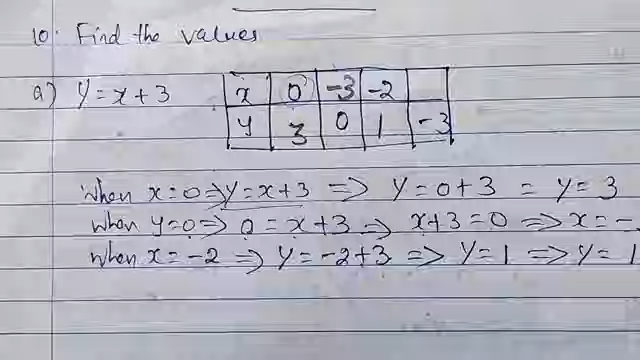 10. Find the values
a) y = x + 3
x 0 -3 -2
y 3 0 1 -3
When x=0 ⇒ y = x+3 ⇒ y = 0+3 = y = 3
when y=0 ⇒ 0 = x+3 ⇒ x+3=0 ⇒ x = -
when x = -2 ⇒ y = -2+3 ⇒ y = 1 ⇒ y = 1